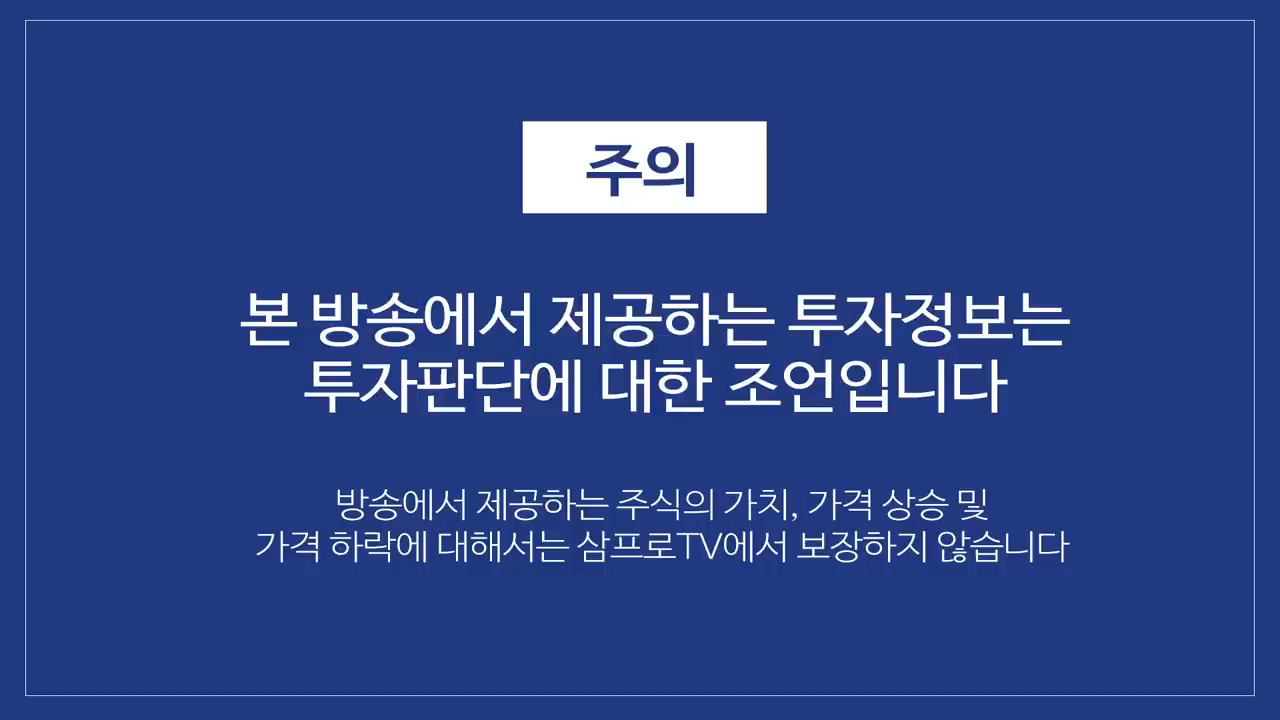 주의
본 방송에서 제공하는 투자정보는
투자판단에 대한 조언입니다
방송에서 제공하는 주식의 가치, 가격 상승 및
가격 하락에 대해서는 삼프로TV에서 보장하지 않습니다